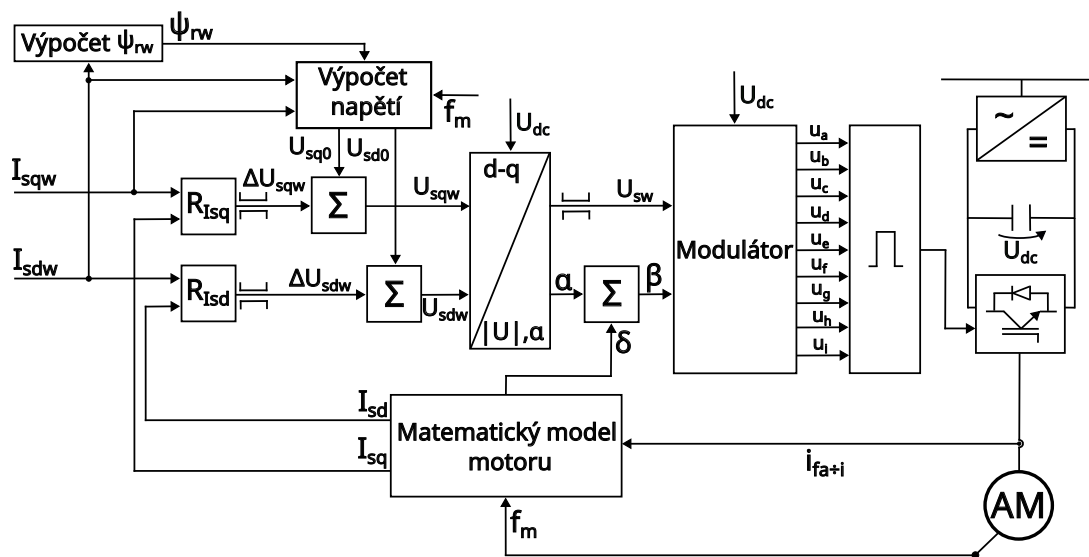 Výpočet ψrw
ψrw
Výpočet
napětí
fm
Udc
Udc
Usq0
Usd0
Isqw
RIsq
ΔUsqw
Σ
Usqw
d-q
Usw
Isdw
RIsd
ΔUsdw
Σ
Usdw
|U|,α
α
Σ
β
δ
Modulátor
ua
ub
uc
ud
ue
uf
ug
uh
ui
~
=
Udc
Isd
Isq
Matematický model
motoru
ifa÷i
fm
AM